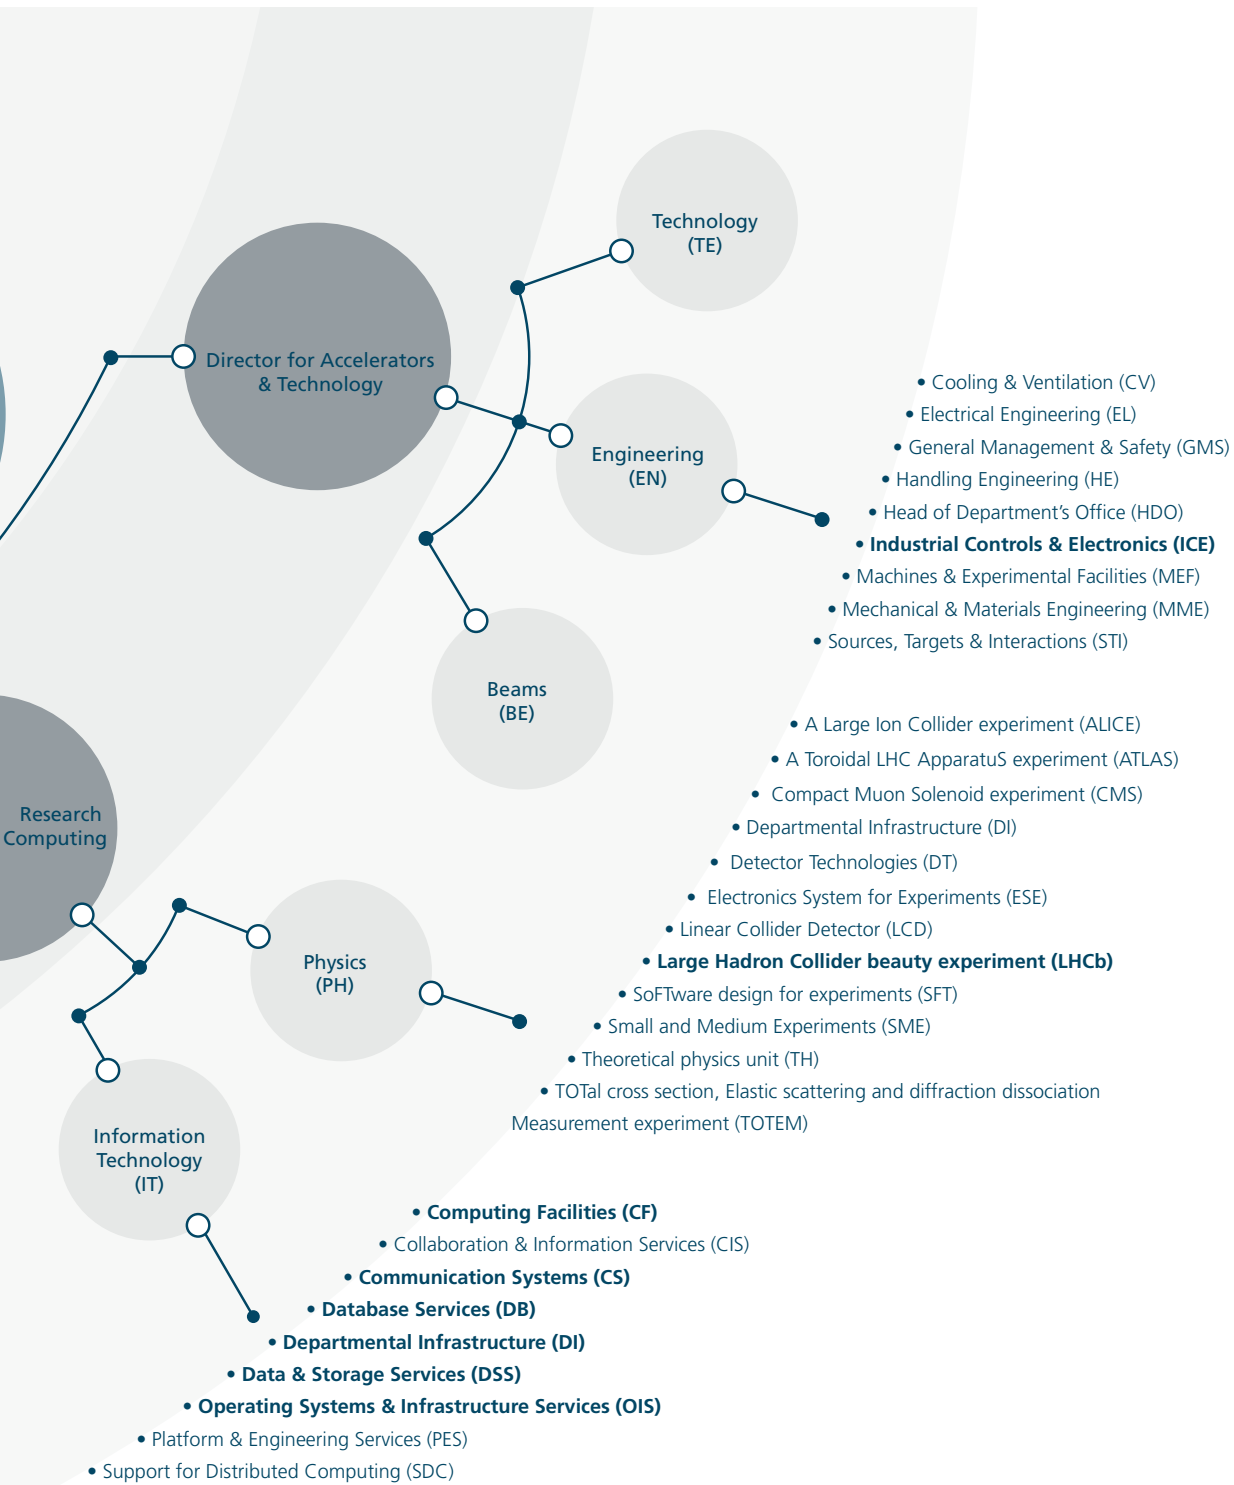 Technology
(TE)
Director for Accelerators
& Technology
• Cooling & Ventilation (CV)
• Electrical Engineering (EL)
• General Management & Safety (GMS)
Engineering
(EN)
• Handling Engineering (HE)
• Head of Department’s Office (HDO)
• Industrial Controls & Electronics (ICE)
• Machines & Experimental Facilities (MEF)
• Mechanical & Materials Engineering (MME)
• Sources, Targets & Interactions (STI)
Beams
(BE)
• A Large Ion Collider experiment (ALICE)
• A Toroidal LHC ApparatuS experiment (ATLAS)
• Compact Muon Solenoid experiment (CMS)
Research
Computing
• Departmental Infrastructure (DI)
• Detector Technologies (DT)
• Electronics System for Experiments (ESE)
• Linear Collider Detector (LCD)
Physics
(PH)
• Large Hadron Collider beauty experiment (LHCb)
• SoFTware design for experiments (SFT)
• Small and Medium Experiments (SME)
• Theoretical physics unit (TH)
• TOTal cross section, Elastic scattering and diffraction dissociation
Measurement experiment (TOTEM)
Information
Technology
(IT)
• Computing Facilities (CF)
• Collaboration & Information Services (CIS)
• Communication Systems (CS)
• Database Services (DB)
• Departmental Infrastructure (DI)
• Data & Storage Services (DSS)
• Operating Systems & Infrastructure Services (OIS)
• Platform & Engineering Services (PES)
• Support for Distributed Computing (SDC)